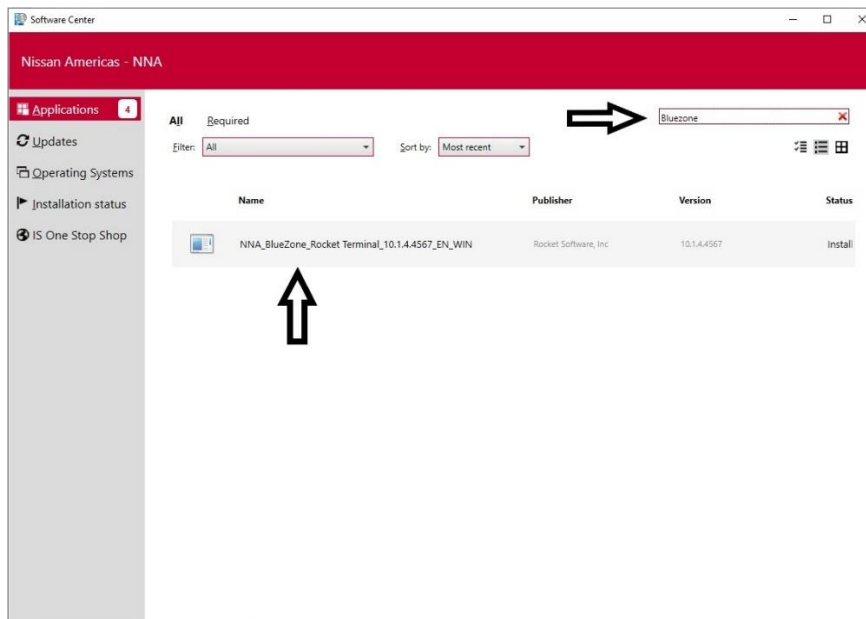 Software Center
Nissan Americas - NNA
Applications 4
Updates
Operating Systems
Installation status
IS One Stop Shop
All Required
Bluezone
Filter: All Sort by: Most recent
Name Publisher Version Status
NNA_BlueZone_Rocket Terminal_10.1.4.4567_EN_WIN Rocket Software, Inc 10.1.4.4567 Install